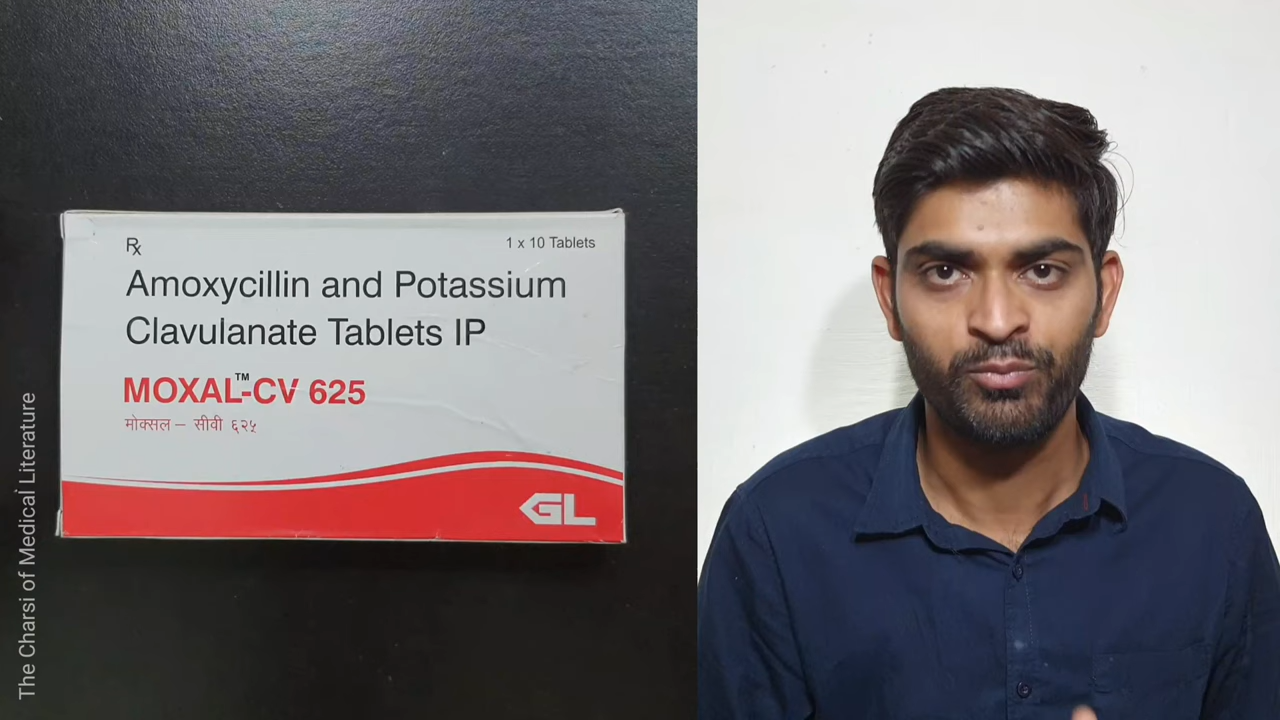 The Charsi of Medical Literature
Rx
1 x 10 Tablets
Amoxycillin and Potassium
Clavulanate Tablets IP
MOXAL™-CV 625
मोक्सल – सीवी ६२५
GL